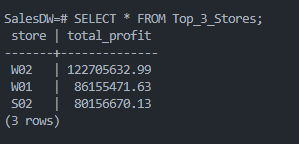 SalesDW=# SELECT * FROM Top_3_Stores;
store | total_profit
-------+--------------
W02   | 122705632.99
W01   |  86155471.63
S02   |  80156670.13
(3 rows)